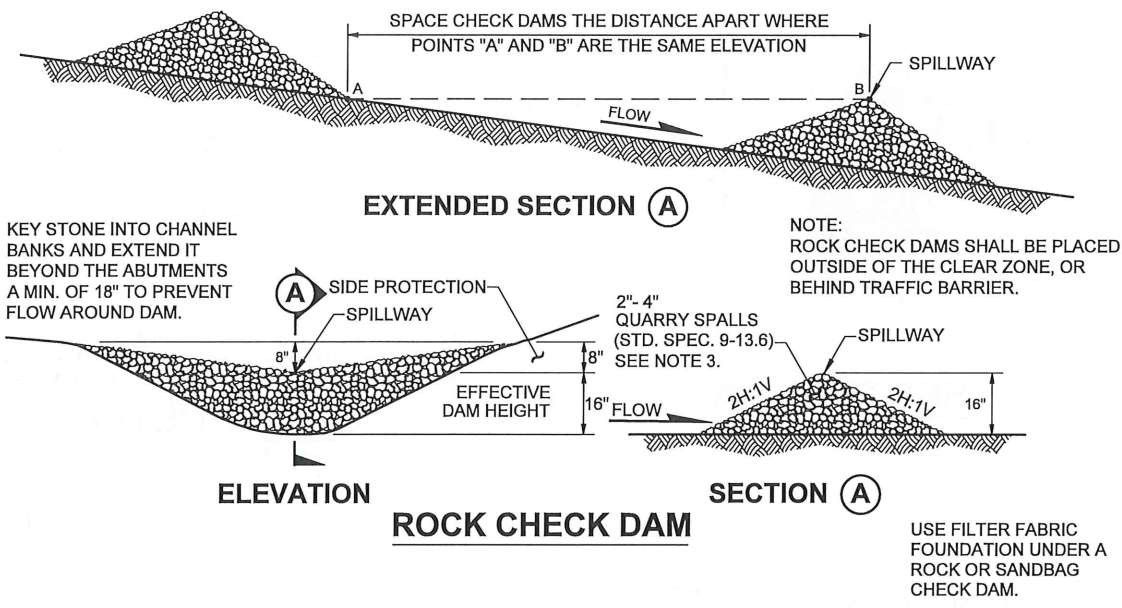 SPACE CHECK DAMS THE DISTANCE APART WHERE
POINTS "A" AND "B" ARE THE SAME ELEVATION
SPILLWAY
A
B
FLOW
EXTENDED SECTION A
KEY STONE INTO CHANNEL
BANKS AND EXTEND IT
BEYOND THE ABUTMENTS
A MIN. OF 18" TO PREVENT
FLOW AROUND DAM.
NOTE:
ROCK CHECK DAMS SHALL BE PLACED
OUTSIDE OF THE CLEAR ZONE, OR
BEHIND TRAFFIC BARRIER.
A
SIDE PROTECTION
SPILLWAY
8"
8"
EFFECTIVE
DAM HEIGHT
16"
2"- 4"
QUARRY SPALLS
(STD. SPEC. 9-13.6)
SEE NOTE 3.
SPILLWAY
FLOW
2H:1V
2H:1V
16"
ELEVATION
SECTION A
ROCK CHECK DAM
USE FILTER FABRIC
FOUNDATION UNDER A
ROCK OR SANDBAG
CHECK DAM.